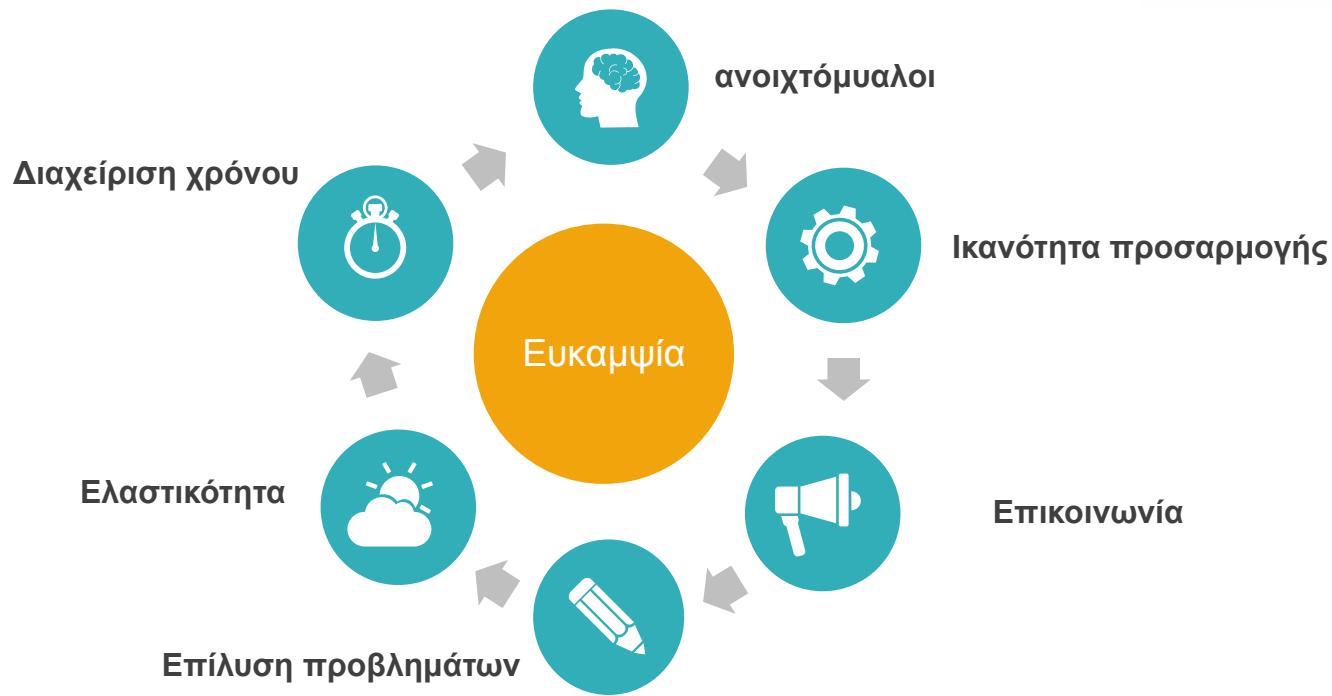 ανοιχτόμυαλοι
Διαχείριση χρόνου
Ικανότητα προσαρμογής
Ευκαμψία
Ελαστικότητα
Επικοινωνία
Επίλυση προβλημάτων